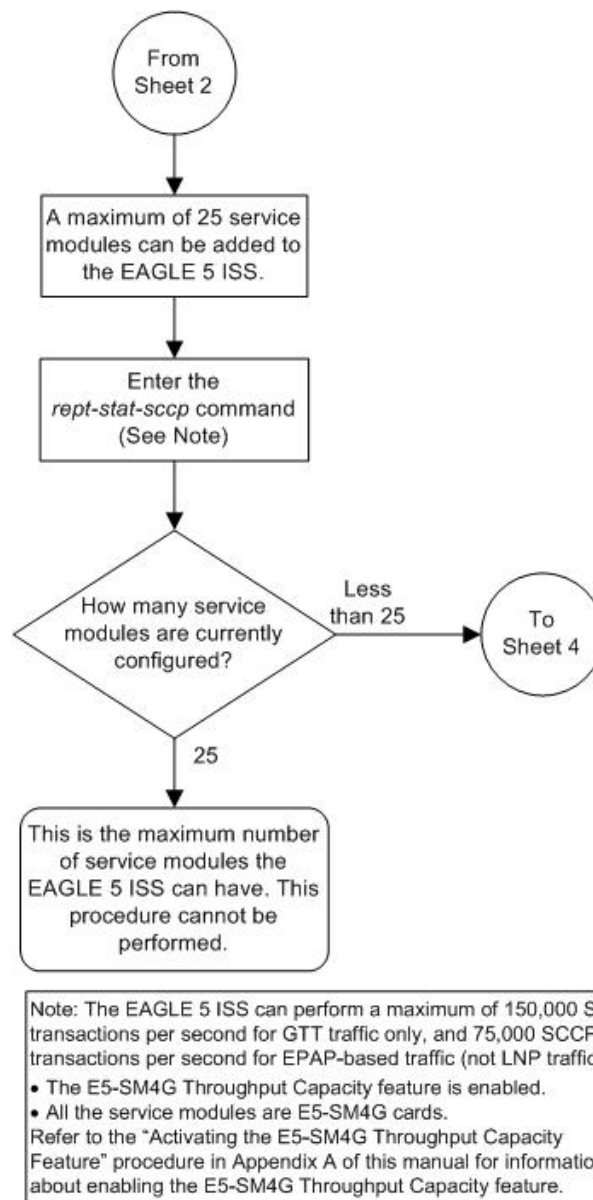 From
Sheet 2
A maximum of 25 service
modules can be added to
the EAGLE 5 ISS.
Enter the
rept-stat-sccp command
(See Note)
How many service
modules are currently
configured?
Less
than 25
To
Sheet 4
25
This is the maximum number
of service modules the
EAGLE 5 ISS can have. This
procedure cannot be
performed.
Note: The EAGLE 5 ISS can perform a maximum of 150,000 S
transactions per second for GTT traffic only, and 75,000 SCCP
transactions per second for EPAP-based traffic (not LNP traffic
• The E5-SM4G Throughput Capacity feature is enabled.
• All the service modules are E5-SM4G cards.
Refer to the “Activating the E5-SM4G Throughput Capacity
Feature” procedure in Appendix A of this manual for informatio
about enabling the E5-SM4G Throughput Capacity feature.